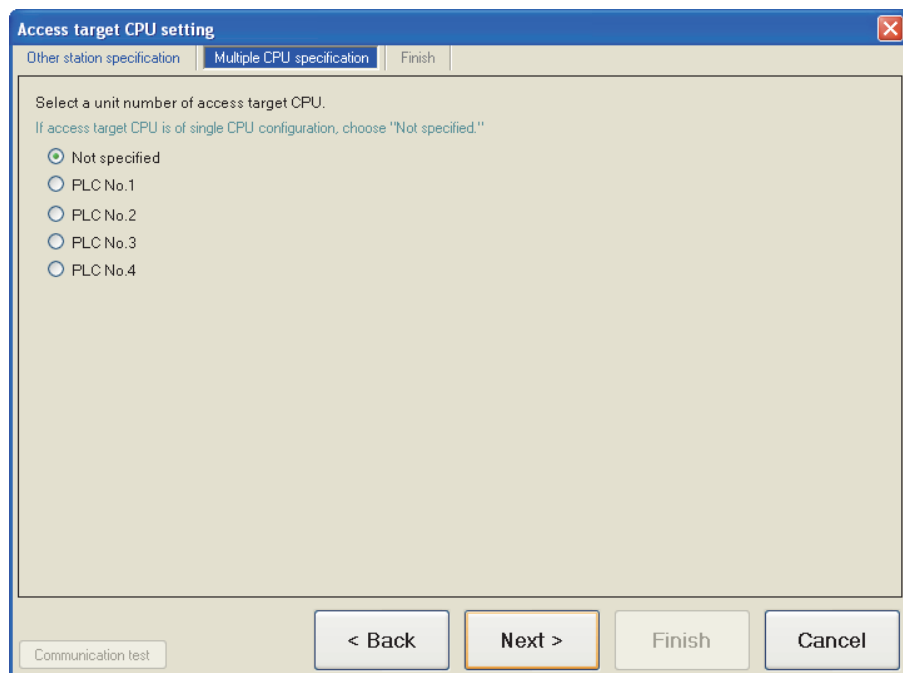 Access target CPU setting
Other station specification Multiple CPU specification Finish
Select a unit number of access target CPU.
If access target CPU is of single CPU configuration, choose "Not specified."
Not specified
PLC No.1
PLC No.2
PLC No.3
PLC No.4
Communication test < Back Next > Finish Cancel